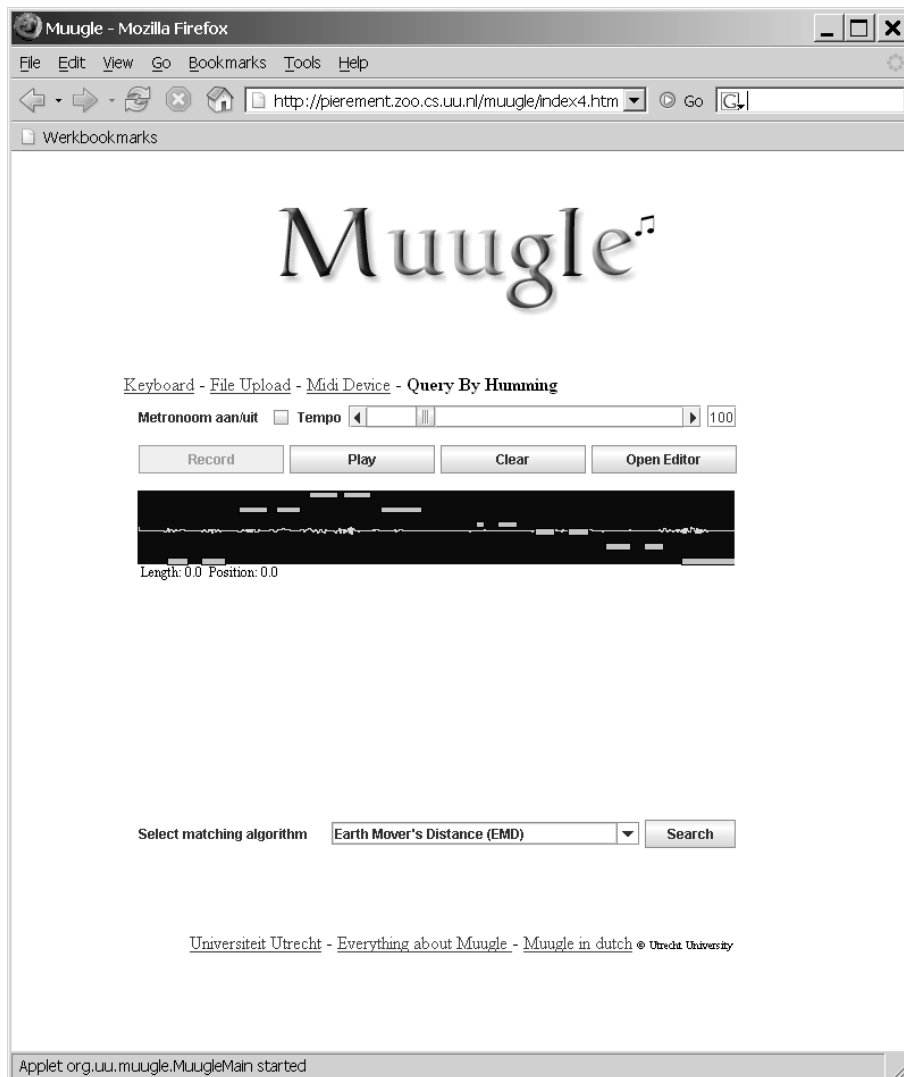 Muugle - Mozilla Firefox
File Edit View Go Bookmarks Tools Help
http://pierement.zoo.cs.uu.nl/muugle/index4.htm Go G
Werkbookmarks
Muugle
Keyboard - File Upload - Midi Device - Query By Humming
Metronoom aan/uit Tempo 100
Record Play Clear Open Editor
Length: 0.0 Position: 0.0
Select matching algorithm Earth Mover's Distance (EMD) Search
Universiteit Utrecht - Everything about Muugle - Muugle in dutch © Utrecht University
Applet org.uu.muugle.MuugleMain started